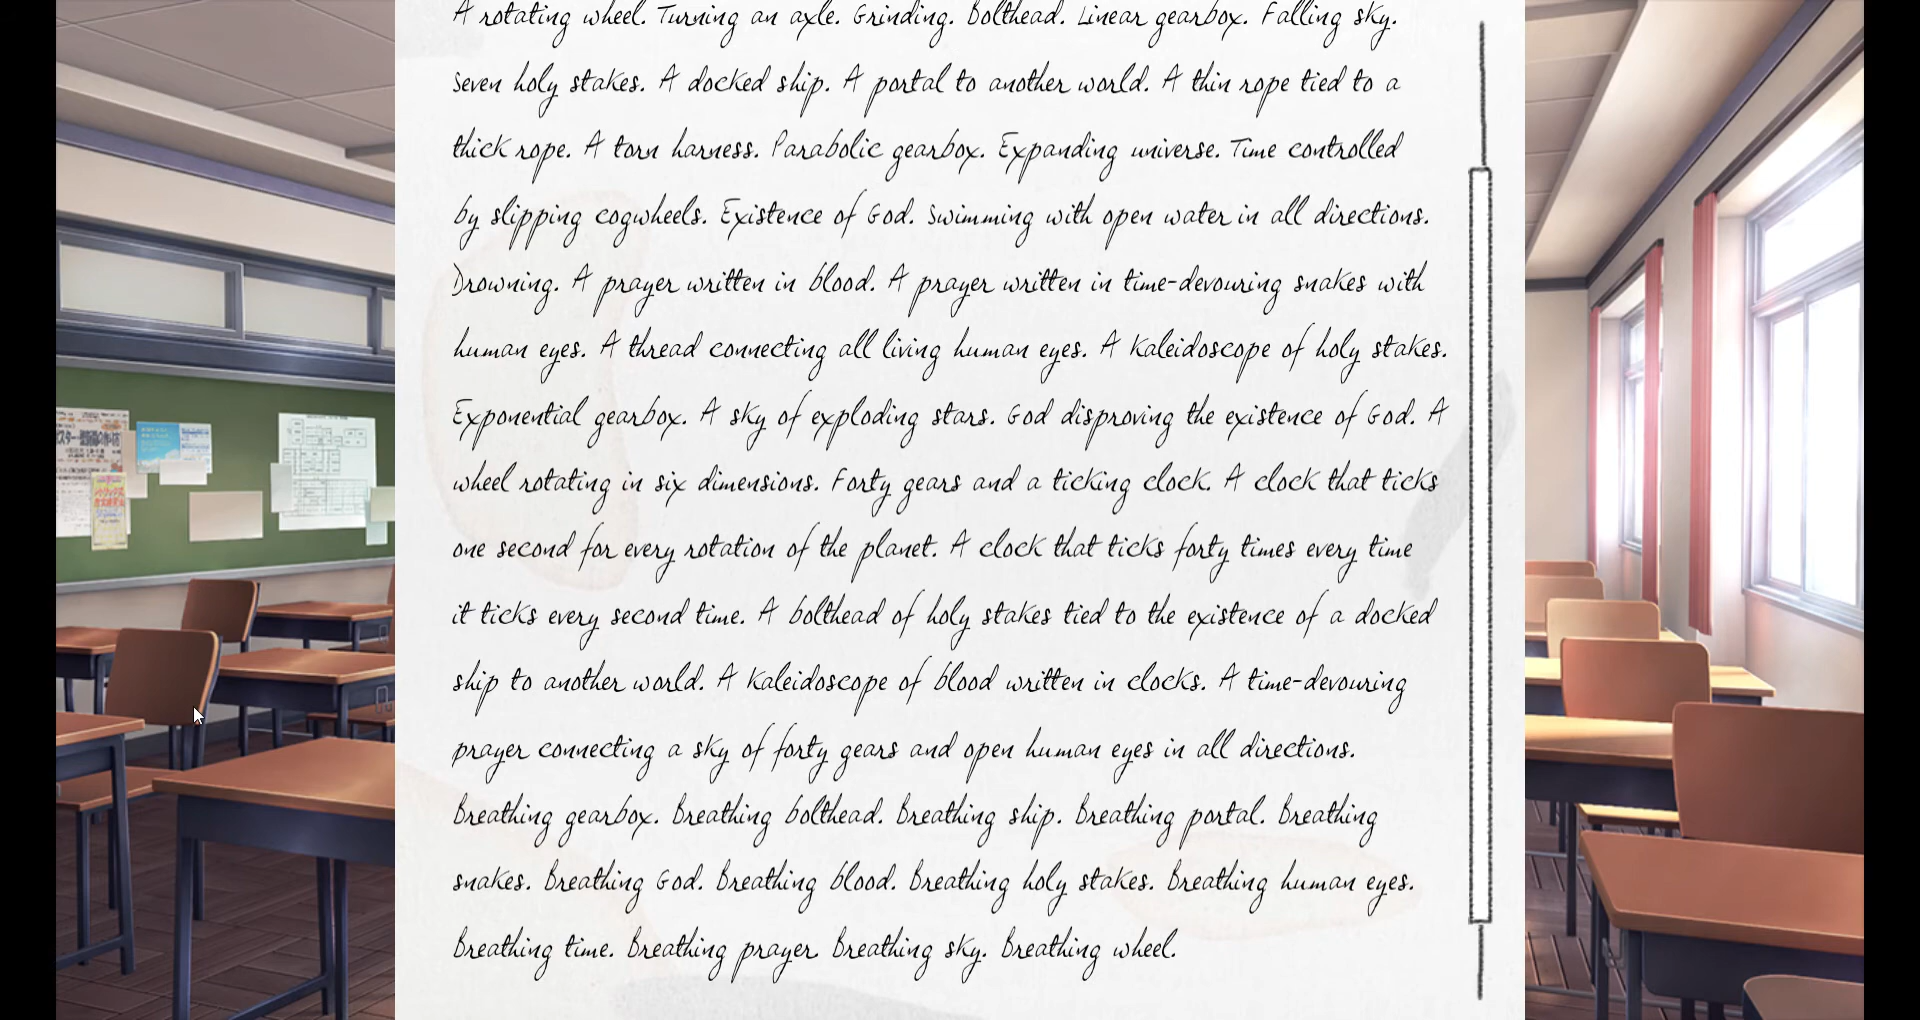 A rotating wheel. Turning an axle. Grinding. Bolthead. Linear gearbox. Falling sky.
Seven holy stakes. A docked ship. A portal to another world. A thin rope tied to a
thick rope. A torn harness. Parabolic gearbox. Expanding universe. Time controlled
by slipping cogwheels. Existence of God. Swimming with open water in all directions.
Drowning. A prayer written in blood. A prayer written in time-devouring snakes with
human eyes. A thread connecting all living human eyes. A kaleidoscope of holy stakes.
Exponential gearbox. A sky of exploding stars. God disproving the existence of God. A
wheel rotating in six dimensions. Forty gears and a ticking clock. A clock that ticks
one second for every rotation of the planet. A clock that ticks forty times every time
it ticks every second time. A bolthead of holy stakes tied to the existence of a docked
ship to another world. A kaleidoscope of blood written in clocks. A time-devouring
prayer connecting a sky of forty gears and open human eyes in all directions.
Breathing gearbox. Breathing bolthead. Breathing ship. Breathing portal. Breathing
snakes. Breathing God. Breathing blood. Breathing holy stakes. Breathing human eyes.
Breathing time. Breathing prayer. Breathing sky. Breathing wheel.